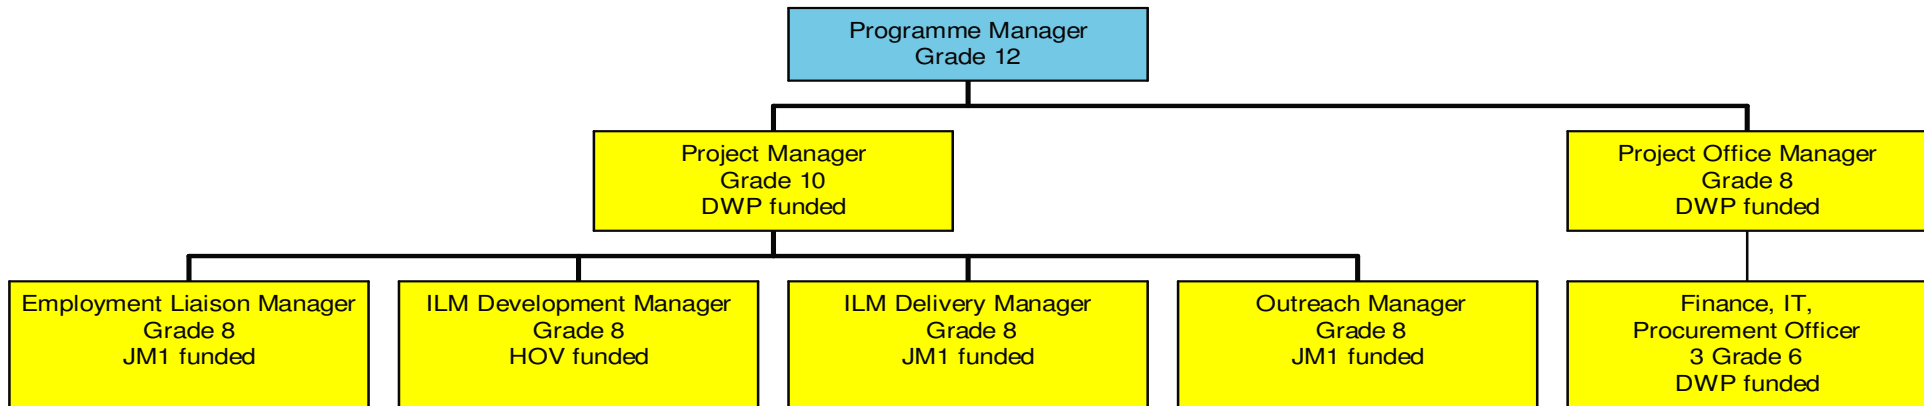 Programme Manager
Grade 12
Project Manager
Grade 10
DWP funded
Project Office Manager
Grade 8
DWP funded
Employment Liaison Manager
Grade 8
JM1 funded
ILM Development Manager
Grade 8
HOV funded
ILM Delivery Manager
Grade 8
JM1 funded
Outreach Manager
Grade 8
JM1 funded
Finance, IT,
Procurement Officer
3 Grade 6
DWP funded